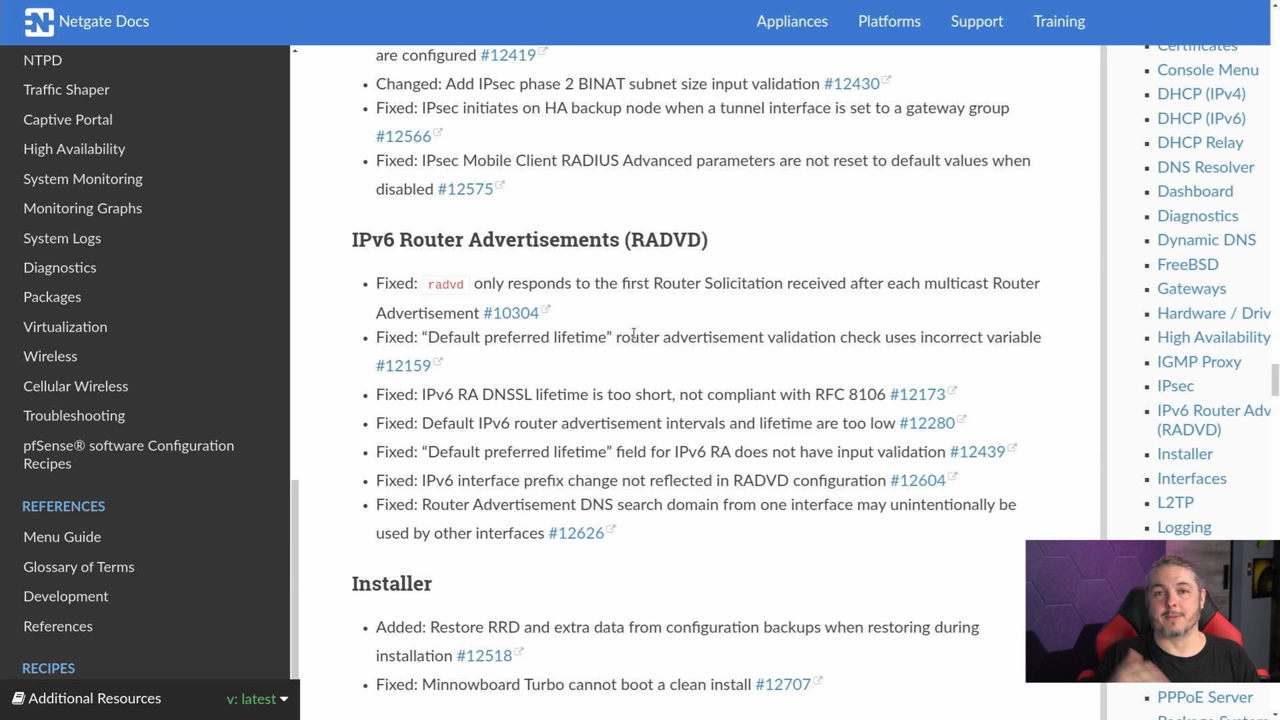 Netgate Docs
Appliances
Platforms
Support
Training
NTPD
Traffic Shaper
Captive Portal
High Availability
System Monitoring
Monitoring Graphs
System Logs
Diagnostics
Packages
Virtualization
Wireless
Cellular Wireless
Troubleshooting
pfSense® software Configuration
Recipes
REFERENCES
Menu Guide
Glossary of Terms
Development
References
RECIPES
Additional Resources
v: latest
are configured #12419
Changed: Add IPsec phase 2 BINAT subnet size input validation #12430
Fixed: IPsec initiates on HA backup node when a tunnel interface is set to a gateway group
#12566
Fixed: IPsec Mobile Client RADIUS Advanced parameters are not reset to default values when
disabled #12575
IPv6 Router Advertisements (RADVD)
Fixed: radvd only responds to the first Router Solicitation received after each multicast Router
Advertisement #10304
Fixed: “Default preferred lifetime” router advertisement validation check uses incorrect variable
#12159
Fixed: IPv6 RA DNSSL lifetime is too short, not compliant with RFC 8106 #12173
Fixed: Default IPv6 router advertisement intervals and lifetime are too low #12280
Fixed: “Default preferred lifetime” field for IPv6 RA does not have input validation #12439
Fixed: IPv6 interface prefix change not reflected in RADVD configuration #12604
Fixed: Router Advertisement DNS search domain from one interface may unintentionally be
used by other interfaces #12626
Installer
Added: Restore RRD and extra data from configuration backups when restoring during
installation #12518
Fixed: Minnowboard Turbo cannot boot a clean install #12707
Certificates
Console Menu
DHCP (IPv4)
DHCP (IPv6)
DHCP Relay
DNS Resolver
Dashboard
Diagnostics
Dynamic DNS
FreeBSD
Gateways
Hardware / Driv
High Availability
IGMP Proxy
IPsec
IPv6 Router Adv
(RADVD)
Installer
Interfaces
L2TP
Logging
PPPoE Server